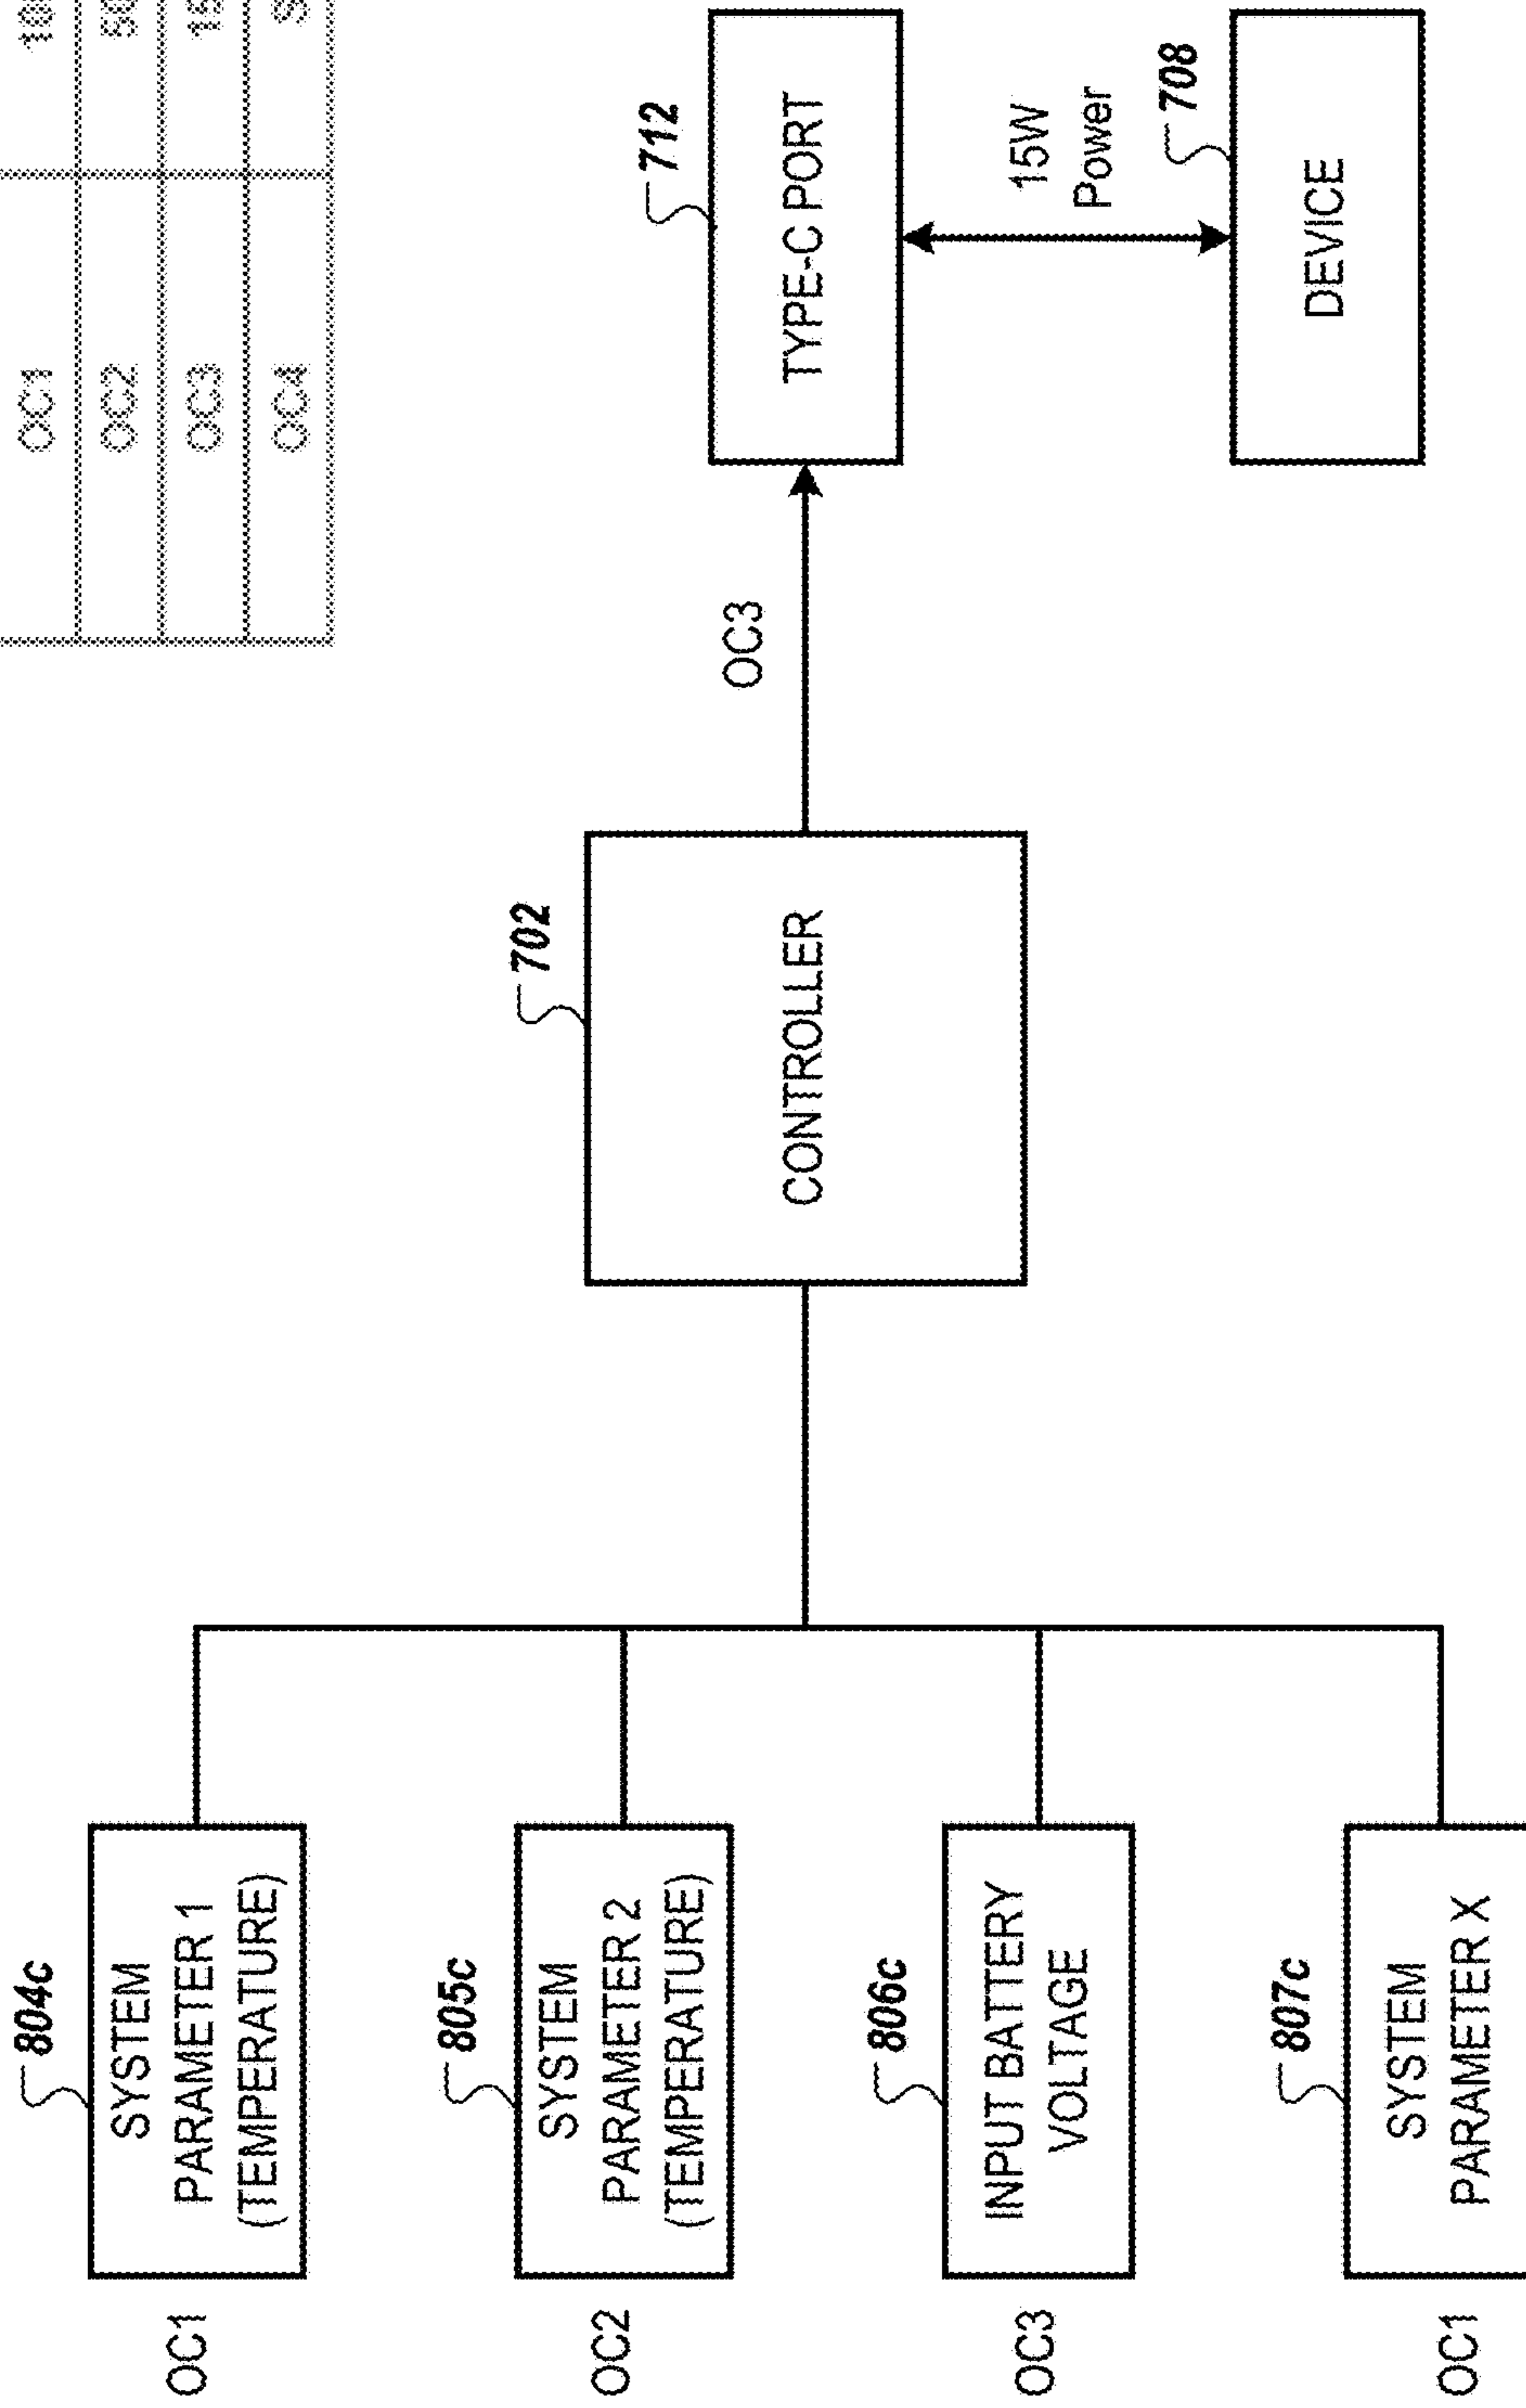 OC1
OC2
OC3
OC4
804c
SYSTEM
PARAMETER 1
(TEMPERATURE)
OC1
805c
SYSTEM
PARAMETER 2
(TEMPERATURE)
OC2
806c
INPUT BATTERY
VOLTAGE
OC3
807c
SYSTEM
PARAMETER X
OC1
702
CONTROLLER
OC3
712
TYPE-C PORT
15W
Power
708
DEVICE